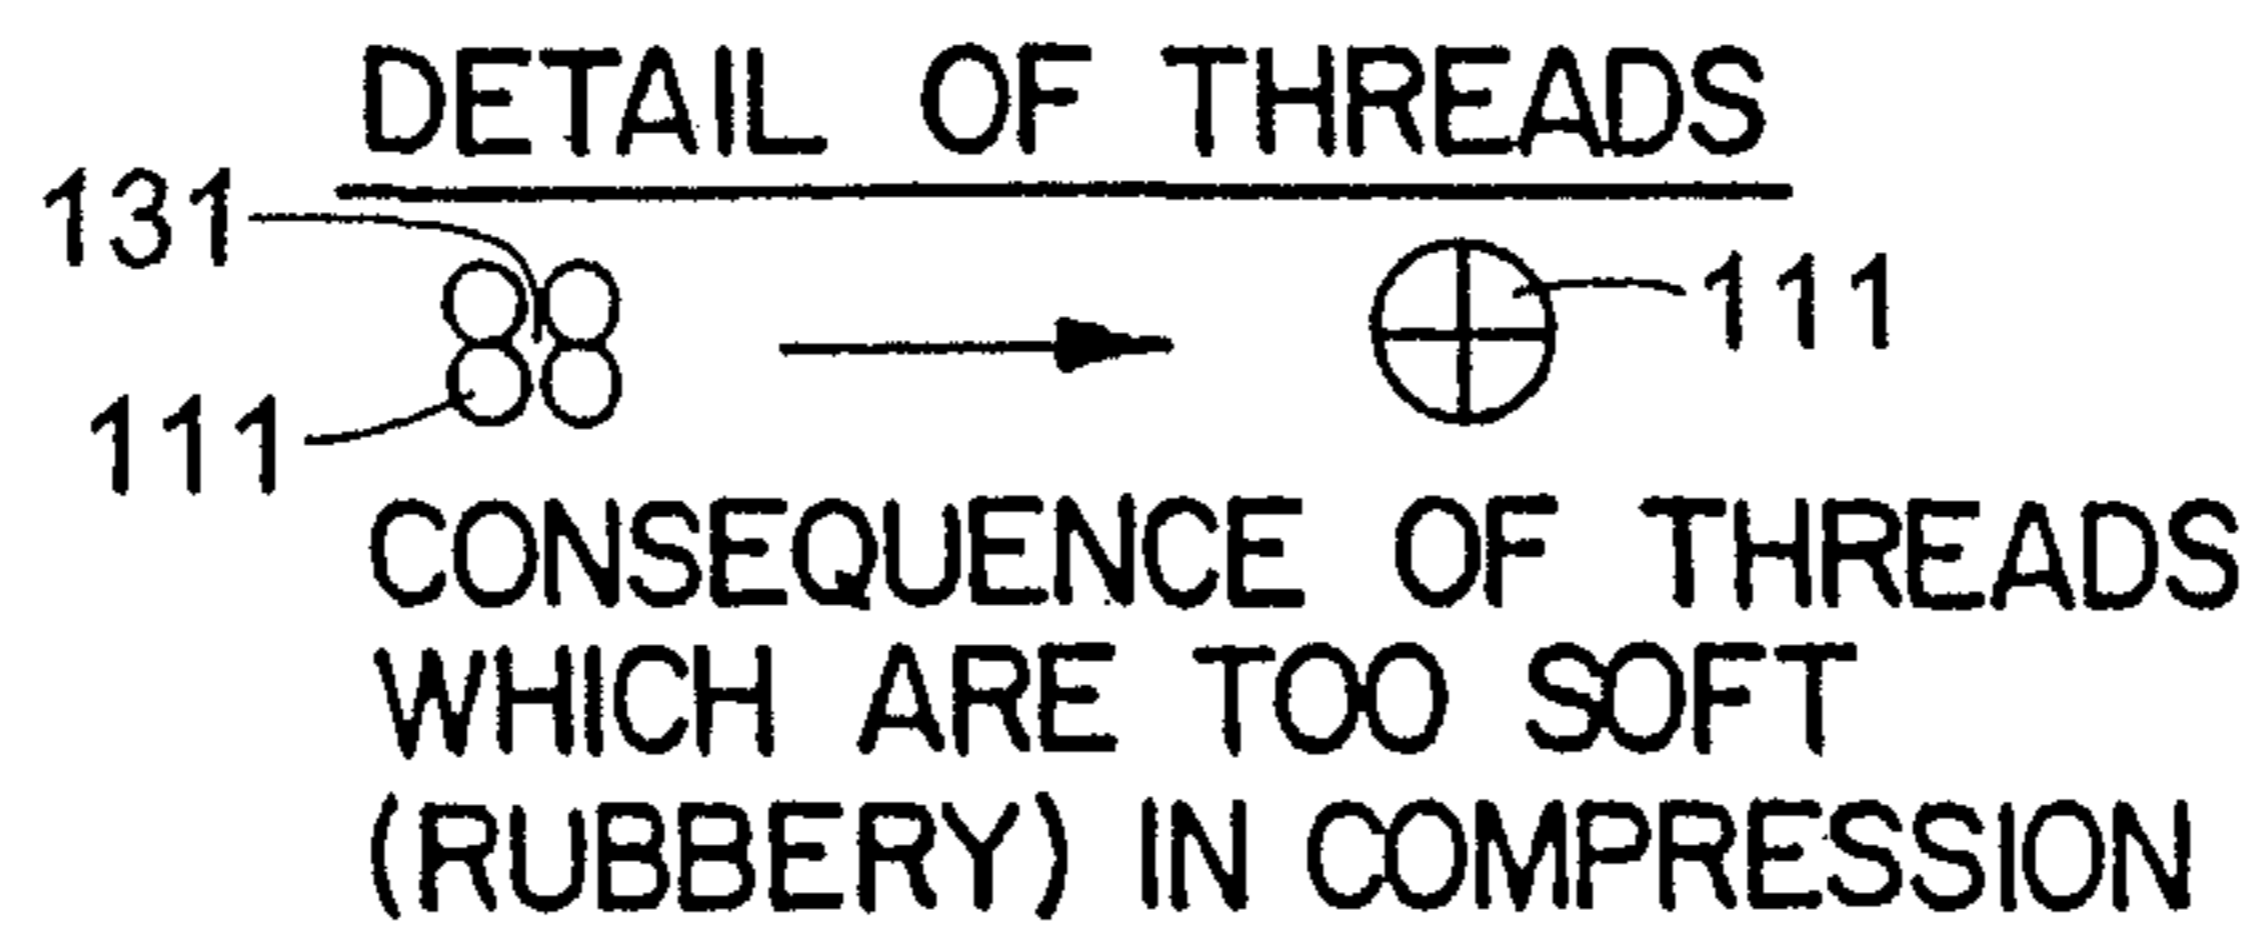 DETAIL OF THREADS
131
111
111
CONSEQUENCE OF THREADS
WHICH ARE TOO SOFT
(RUBBERY) IN COMPRESSION